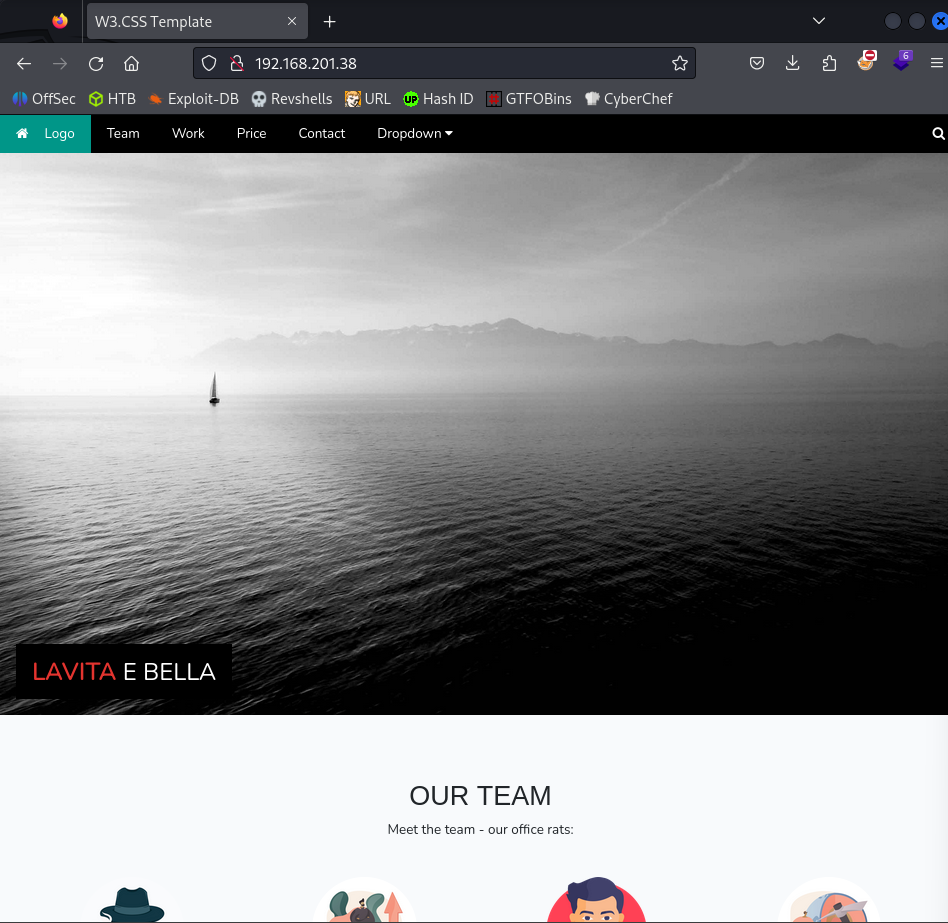 W3.CSS Template
192.168.201.38
6
OffSec HTB Exploit-DB Revshells URL Hash ID GTFOBins CyberChef
Logo Team Work Price Contact Dropdown
LAVITA E BELLA
OUR TEAM
Meet the team - our office rats: